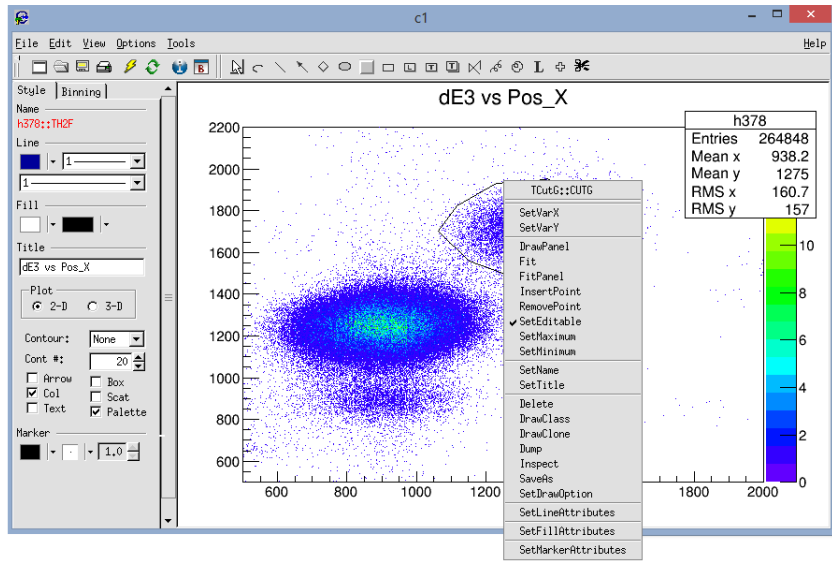 c1
File Edit View Options Tools Help
Style Binning
Name
h378::TH2F
Line
1
1
Fill
Title
dE3 vs Pos_X
Plot
2-D 3-D
Contour: None
Cont #: 20
Arrow Box
Col Scat
Text Palette
Marker
1.0
dE3 vs Pos_X
h378
Entries 264848
Mean x 938.2
Mean y 1275
RMS x 160.7
RMS y 157
2200
2000
1800
1600
1400
1200
1000
800
600
600 800 1000 1200 1800 2000
10
8
6
4
2
0
TCutG::CUTG
SetVarX
SetVarY
DrawPanel
Fit
FitPanel
InsertPoint
RemovePoint
SetEditable
SetMaximum
SetMinimum
SetName
SetTitle
Delete
DrawClass
DrawClone
Dump
Inspect
SaveAs
SetDrawOption
SetLineAttributes
SetFillAttributes
SetMarkerAttributes